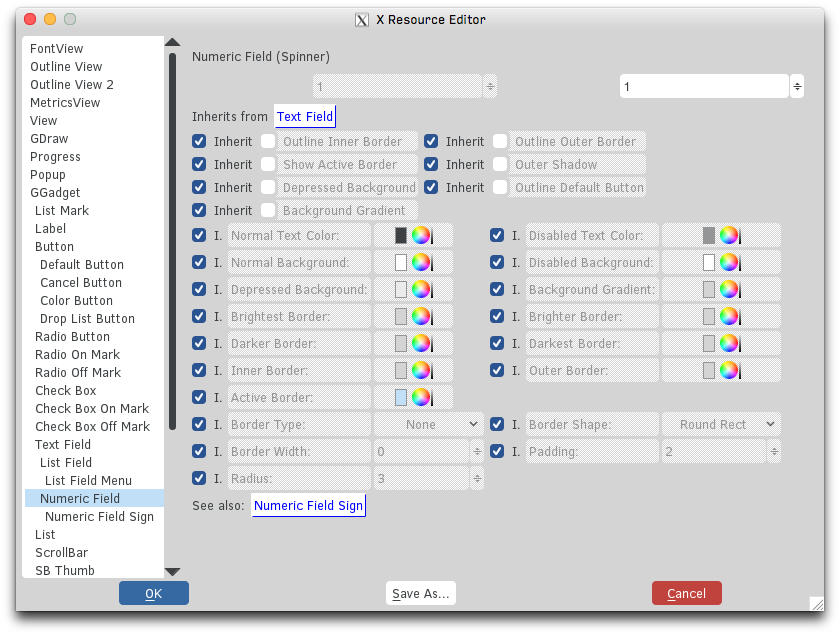 X Resource Editor
FontView
Outline View
Outline View 2
MetricsView
View
GDraw
Progress
Popup
GGadget
List Mark
Label
Button
Default Button
Cancel Button
Color Button
Drop List Button
Radio Button
Radio On Mark
Radio Off Mark
Check Box
Check Box On Mark
Check Box Off Mark
Text Field
List Field
List Field Menu
Numeric Field
Numeric Field Sign
List
ScrollBar
SB Thumb
Numeric Field (Spinner)
1 1
Inherits from Text Field
Inherit Outline Inner Border Inherit Outline Outer Border
Inherit Show Active Border Inherit Outer Shadow
Inherit Depressed Background Inherit Outline Default Button
Inherit Background Gradient
I. Normal Text Color: I. Disabled Text Color:
I. Normal Background: I. Disabled Background:
I. Depressed Background: I. Background Gradient:
I. Brightest Border: I. Brighter Border:
I. Darker Border: I. Darkest Border:
I. Inner Border: I. Outer Border:
I. Active Border:
I. Border Type: None I. Border Shape: Round Rect
I. Border Width: 0 I. Padding: 2
I. Radius: 3
See also: Numeric Field Sign
OK Save As... Cancel